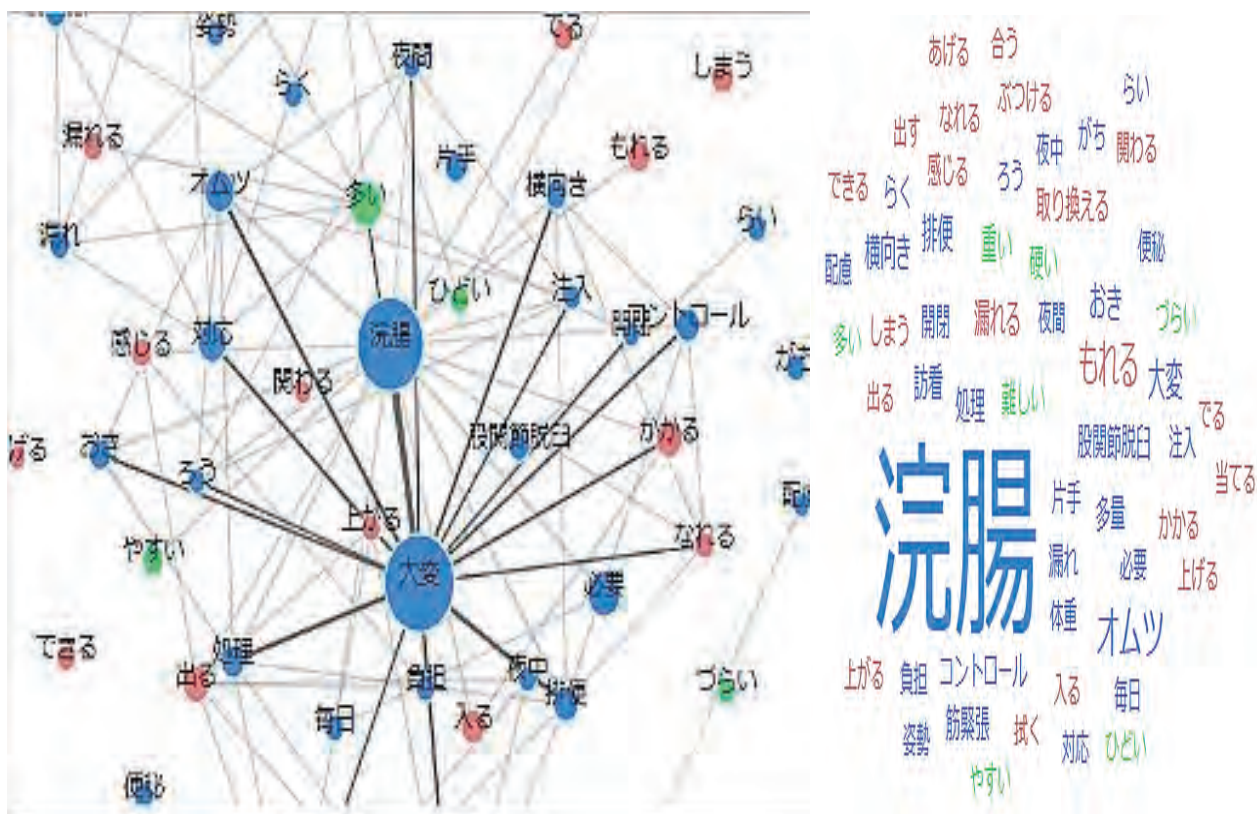 姿勢
でる
夜間
しまう
らく
漏れる
片手
もれる
オムツ
多い
横向き
らい
漏れ
ひどい
注入
開閉
コントロール
浣腸
対応
感じる
関わる
がち
かかる
股関節脱臼
おき
ろう
上がる
なれる
やすい
大変
必要
できる
処理
出る
負担
夜中
排便
づらい
毎日
入る
便秘
あげる 合う
ぶつける らい
出す なれる
夜中 がち 関わる
できる らく 感じる ろう
取り換える
配慮 横向き 排便 重い 硬い 便秘
多い しまう 開閉 漏れる 夜間 おき づらい
もれる 大変
出る 訪看 処理 難しい
でる
股関節脱臼 注入
当てる
浣腸
片手 多量 かかる
漏れ 必要 上げる
体重 オムツ
上がる 負担 コントロール 入る 毎日
姿勢 筋緊張 拭く 対応 ひどい
やすい